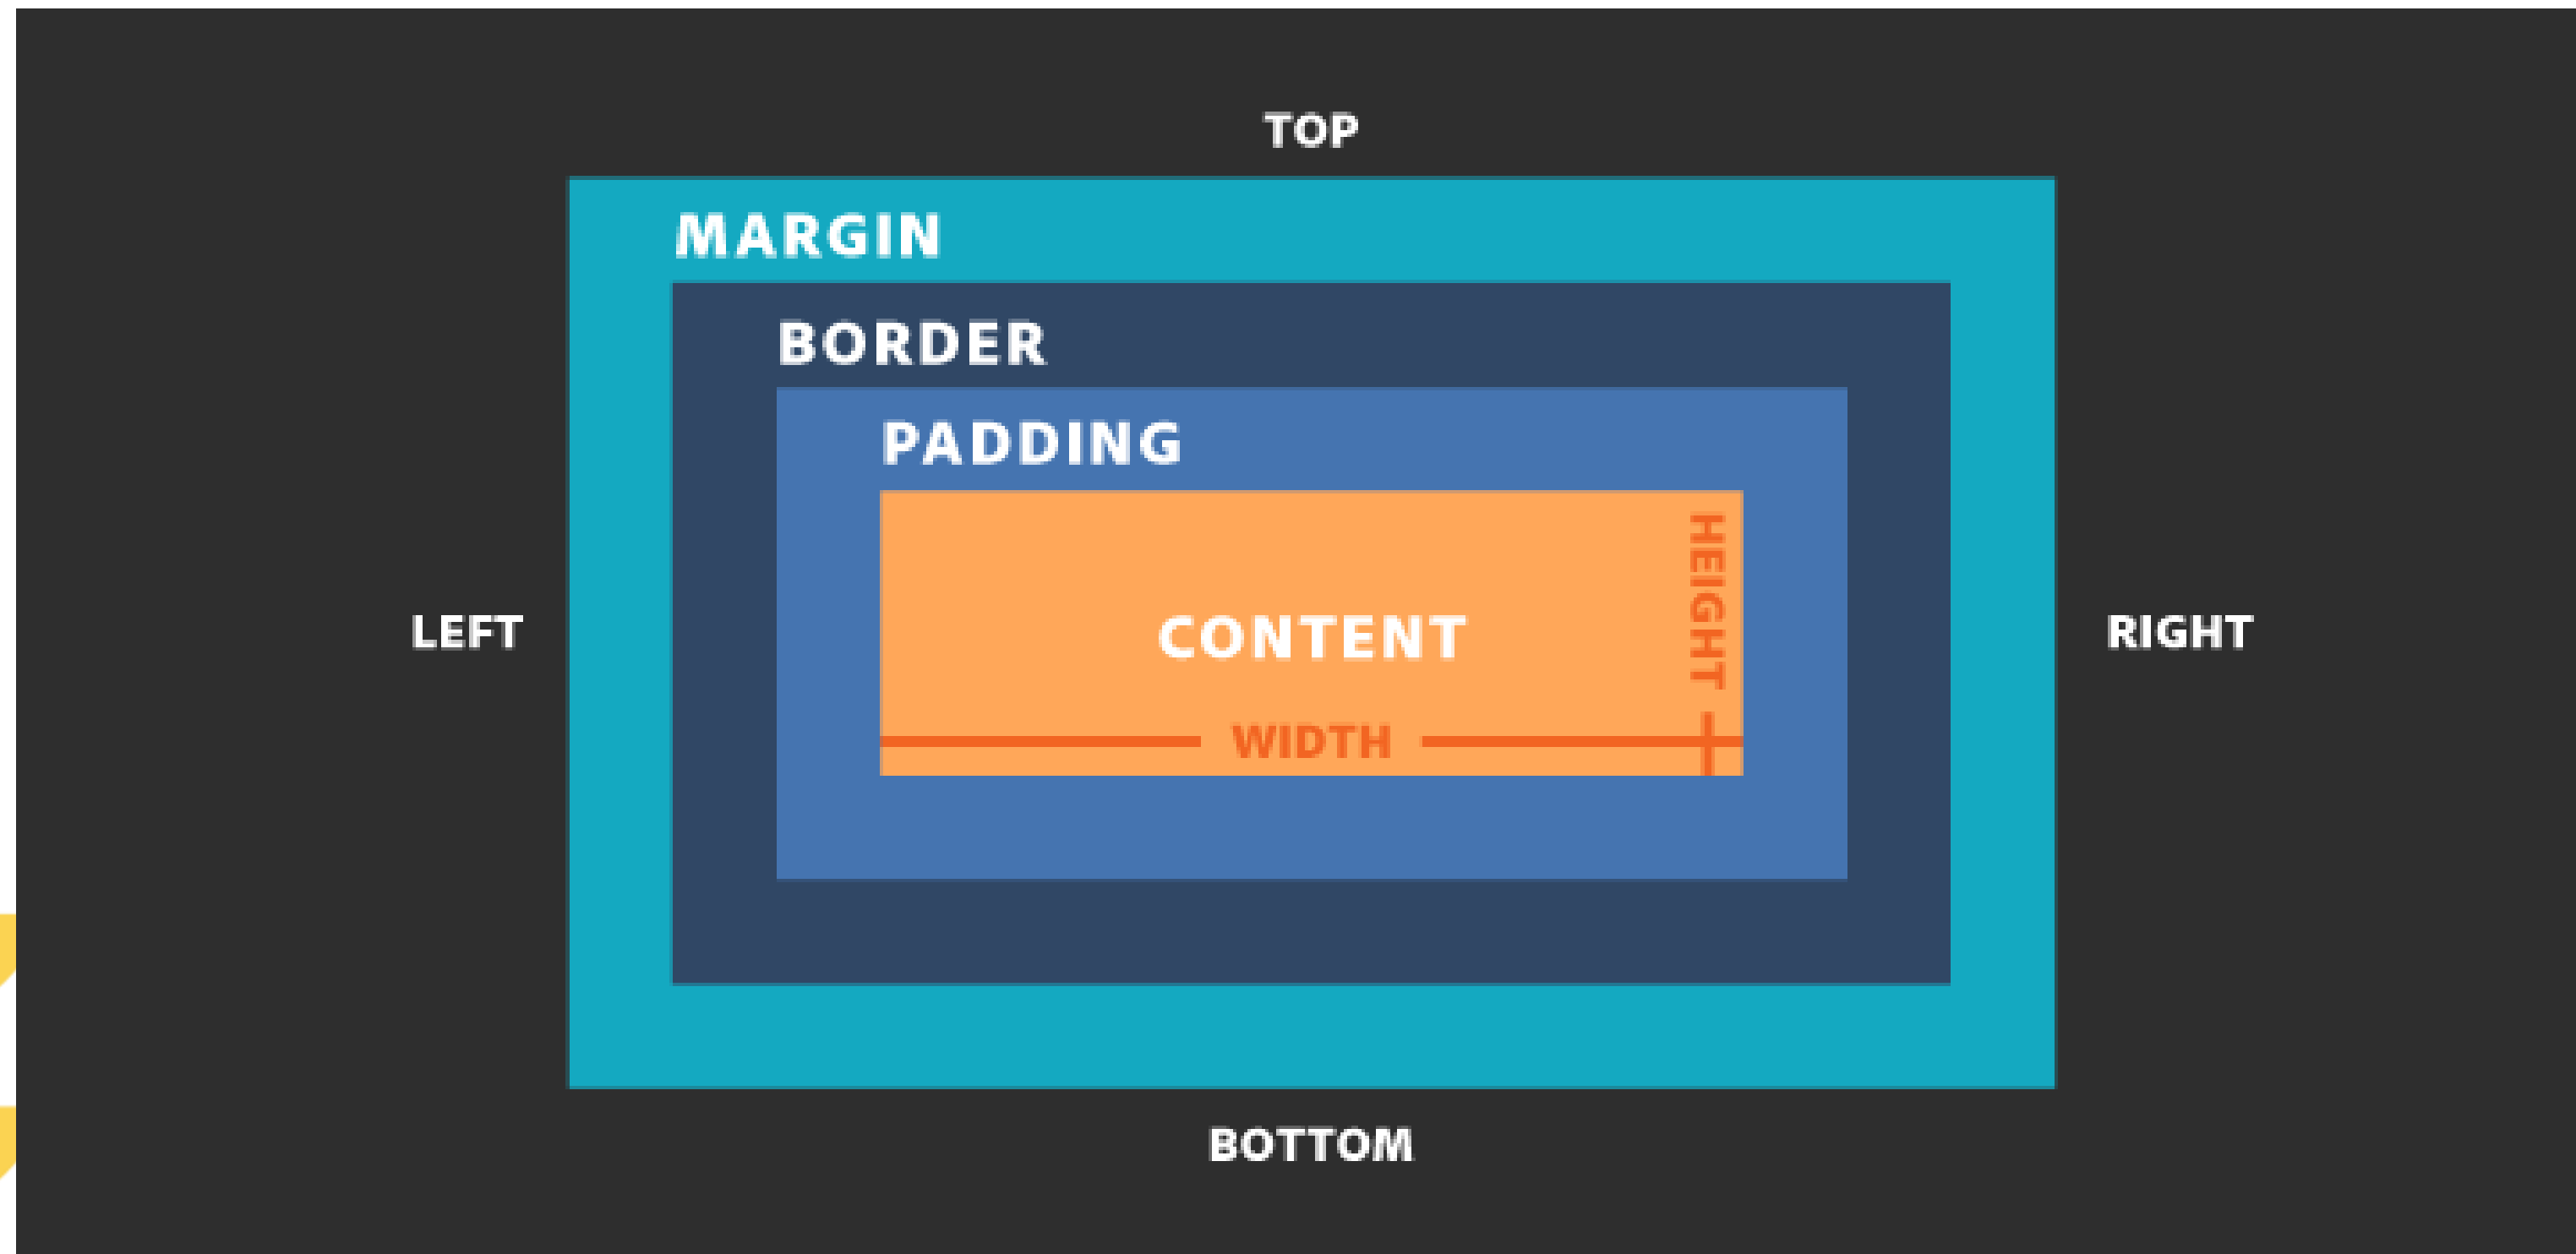 TOP
MARGIN
BORDER
PADDING
HEIGHT
LEFT
CONTENT
RIGHT
WIDTH
BOTTOM